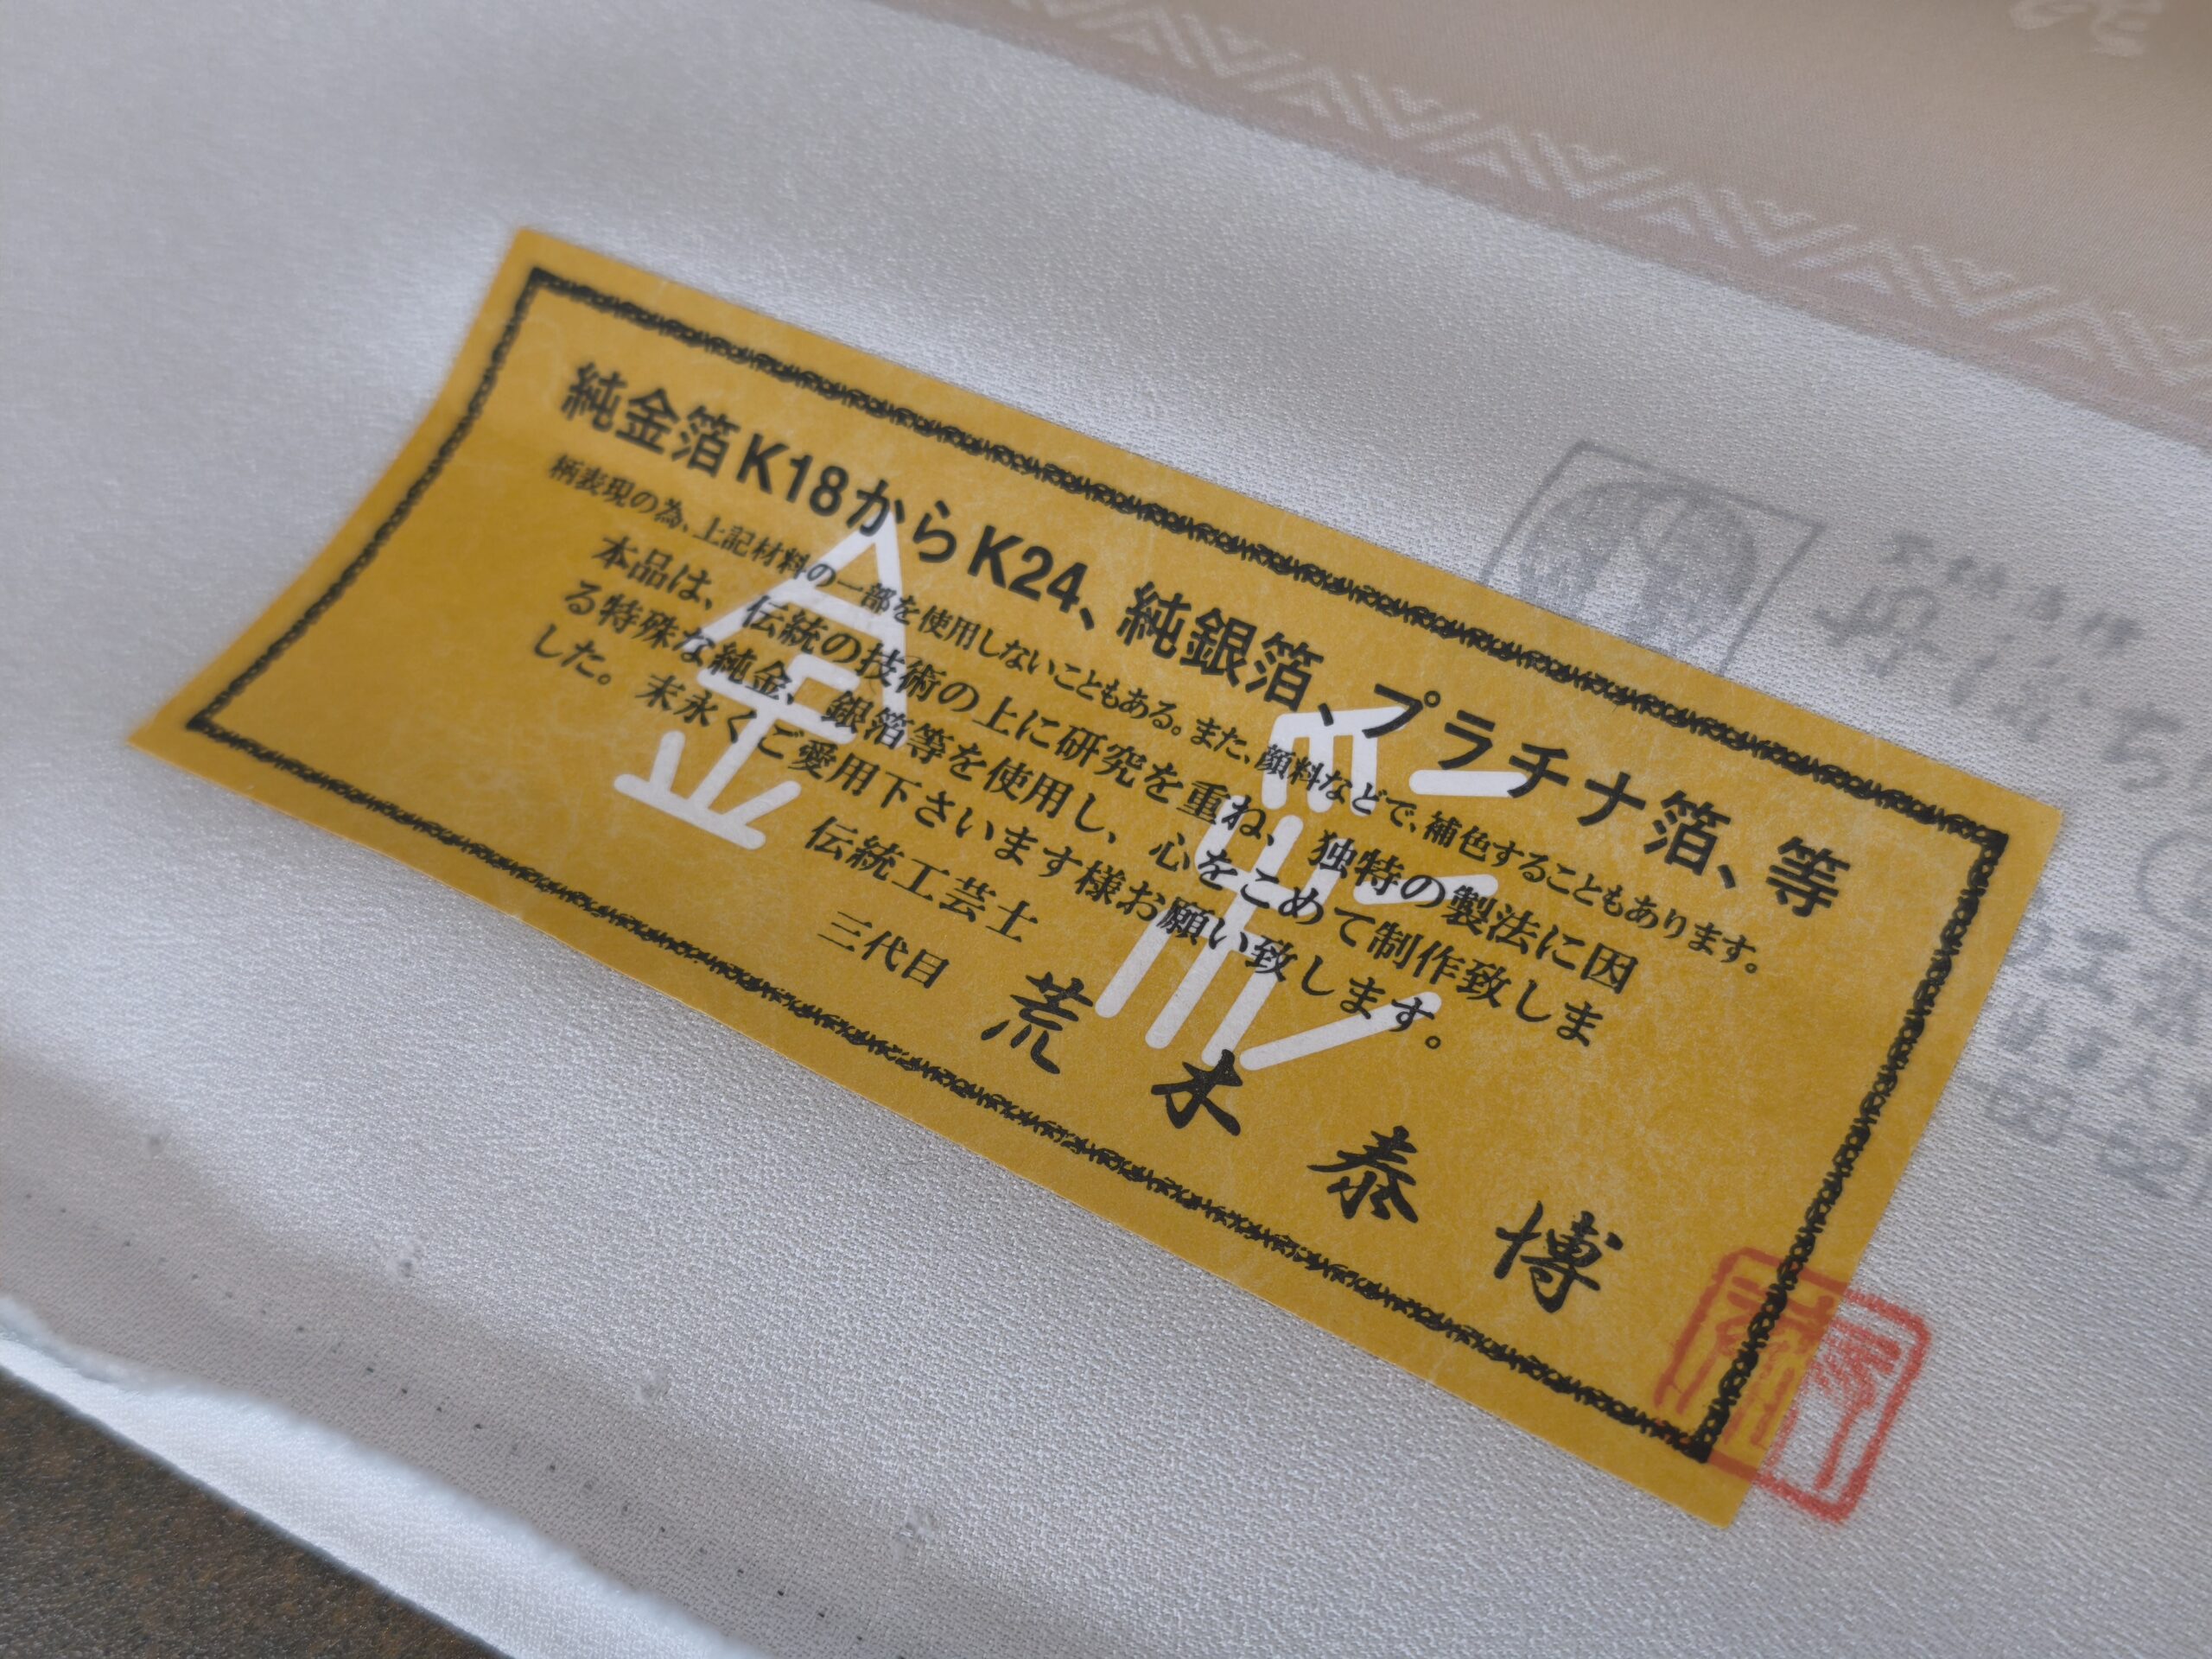 純金箔K18からK24、純銀箔、プラチナ箔、等
柄表現の為、上記材料の一部を使用しないこともある。また、顔料などで、補色することもあります。
本品は、伝統の技術の上に研究を重ね、独特の製法に因
る特殊な純金、銀箔等を使用し、心をこめて制作致しま
した。末永くご愛用下さいます様お願い致します。
伝統工芸士
三代目 荒木泰博
金